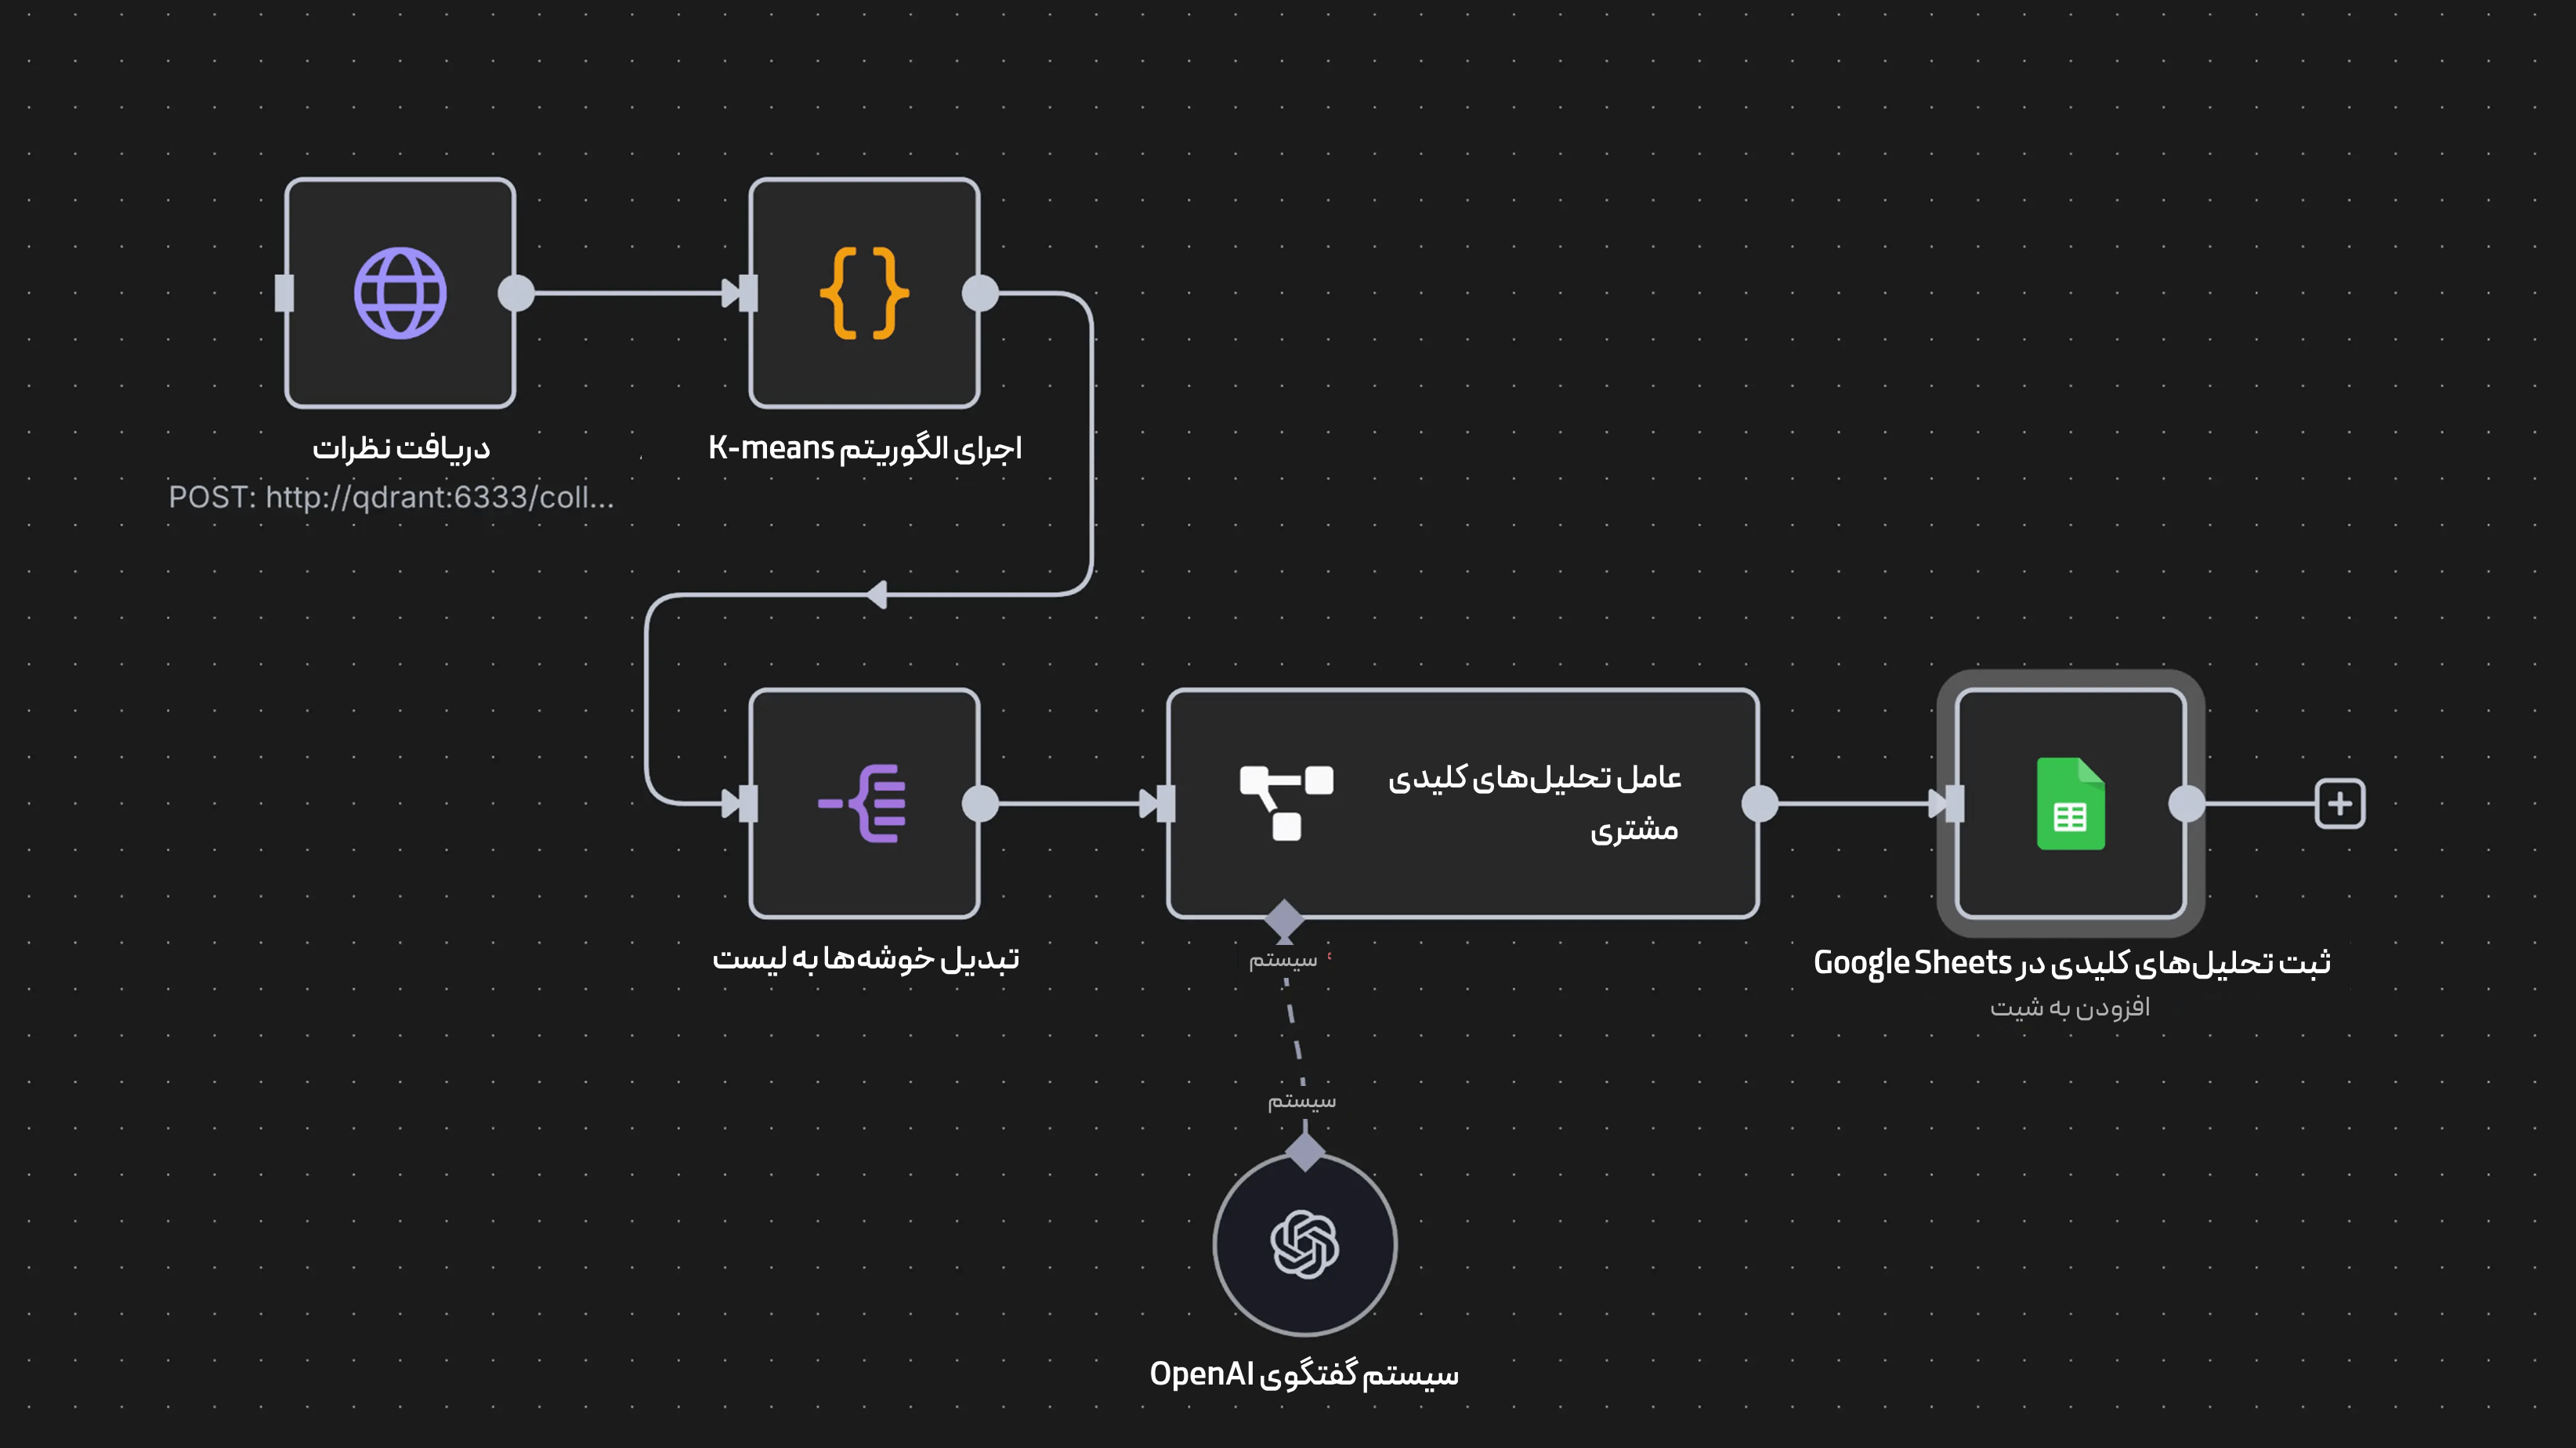 دریافت نظرات
POST: http://qdrant:6333/coll...
اجرای الگوریتم K-means
تبدیل خوشه‌ها به لیست
عامل تحلیل‌های کلیدی
مشتری
سیستم
سیستم
سیستم گفتگوی OpenAI
ثبت تحلیل‌های کلیدی در Google Sheets
افزودن به شیت